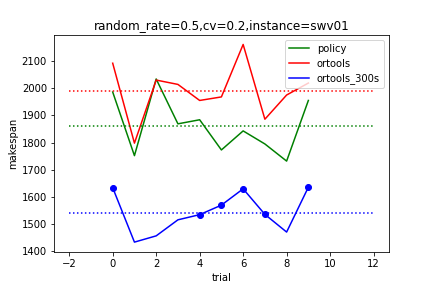 random_rate=0.5,cv=0.2,instance=swv01
policy
ortools
ortools_300s
2100
2000
1900
1800
1700
1600
1500
1400
makespan
−2
0
2
4
6
8
10
12
trial